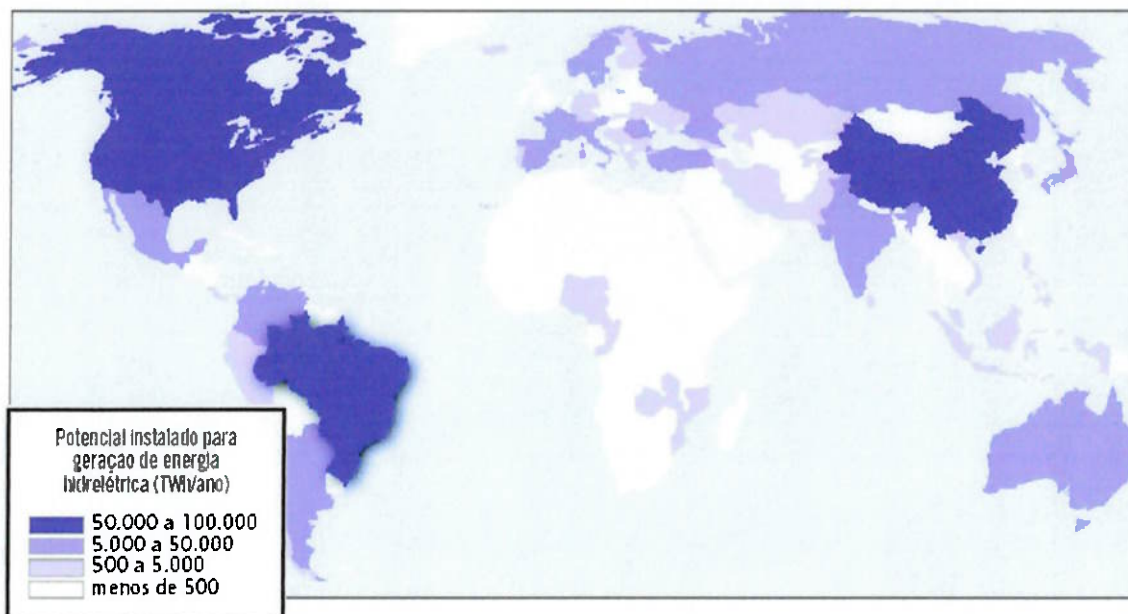 Potencial instalado para
geração de energia
hidrelétrica (TWh/ano)
50.000 a 100.000
5.000 a 50.000
500 a 5.000
menos de 500